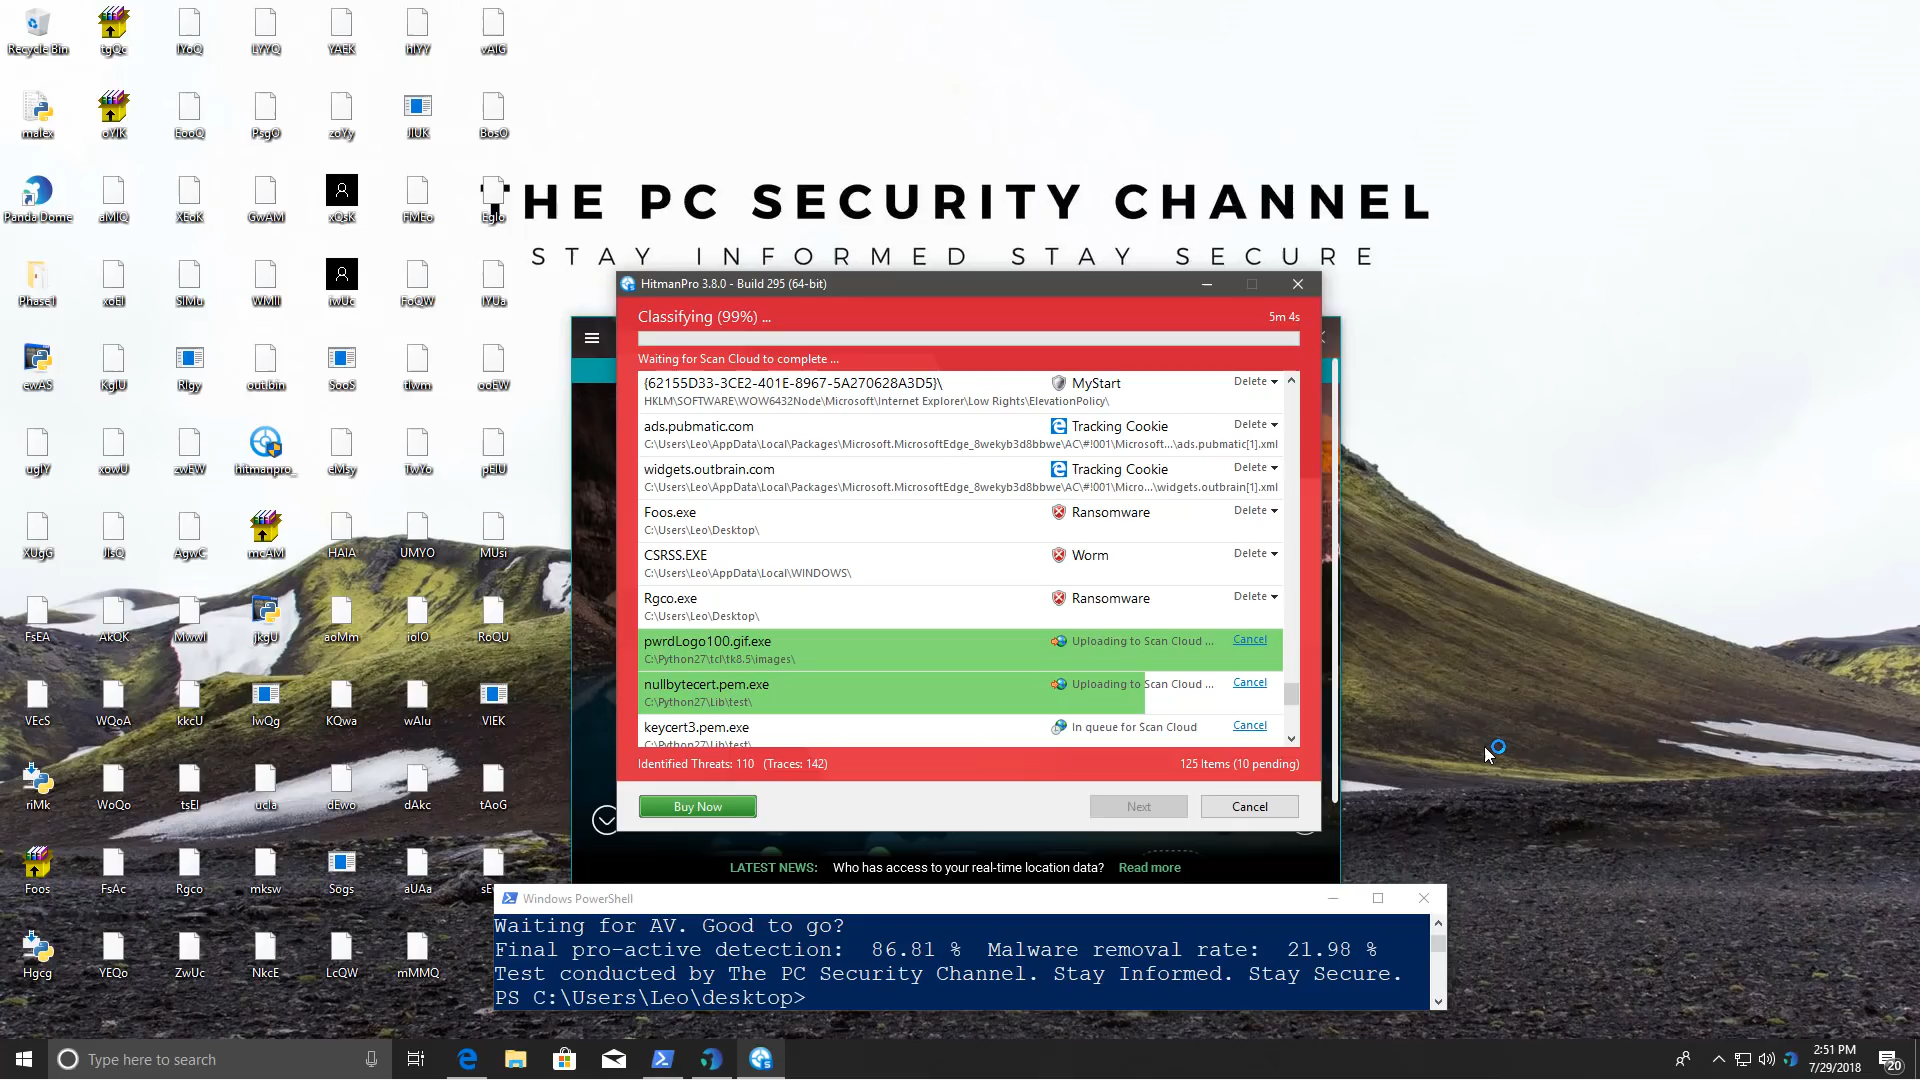 Recycle Bin
tgQc
IYoQ
LYYQ
YAEK
hIYY
vAIG
malex
oYIK
EooQ
PsgO
zoYy
JIUK
BosO
Panda Dome
aMIQ
XEoK
GwAM
xQsK
FMEo
EgIo
THE PC SECURITY CHANNEL
STAY INFORMED STAY SECURE
Phase1
xoEI
SIMu
WMII
iwUc
FoQW
IYUa
ewAS
KgIU
RIgy
out.bin
SooS
tIwm
ooEW
ugIY
xowU
zwEW
hitmanpro_
eMsy
TwYo
pEIU
XUgG
JIsQ
AgwC
mcAM
HAIA
UMYO
MUsi
FsEA
AkQK
MwwI
jkgU
aoMm
ioIO
RoQU
VEcS
WQoA
kkcU
IwQg
KQwa
wAIu
VIEK
riMk
WoQo
tsEI
ucIa
dEwo
dAkc
tAoG
Foos
FsAc
Rgco
mksw
Sogs
aUAa
Hgcg
YEQo
ZwUc
NkcE
LcQW
mMMQ
HitmanPro 3.8.0 - Build 295 (64-bit)
Classifying (99%) ...
5m 4s
Waiting for Scan Cloud to complete ...
{62155D33-3CE2-401E-8967-5A270628A3D5}\ MyStart Delete
HKLM\SOFTWARE\WOW6432Node\Microsoft\Internet Explorer\Low Rights\ElevationPolicy\
ads.pubmatic.com Tracking Cookie Delete
C:\Users\Leo\AppData\Local\Packages\Microsoft.MicrosoftEdge_8wekyb3d8bbwe\AC\#!001\Microsoft...\ads.pubmatic[1].xml
widgets.outbrain.com Tracking Cookie Delete
C:\Users\Leo\AppData\Local\Packages\Microsoft.MicrosoftEdge_8wekyb3d8bbwe\AC\#!001\Micro...\widgets.outbrain[1].xml
Foos.exe Ransomware Delete
C:\Users\Leo\Desktop\
CSRSS.EXE Worm Delete
C:\Users\Leo\AppData\Local\WINDOWS\
Rgco.exe Ransomware Delete
C:\Users\Leo\Desktop\
pwrdLogo100.gif.exe Uploading to Scan Cloud ... Cancel
C:\Python27\tcl\tk8.5\images\
nullbytecert.pem.exe Uploading to Scan Cloud ... Cancel
C:\Python27\Lib\test\
keycert3.pem.exe In queue for Scan Cloud Cancel
C:\Python27\Lib\test\
Identified Threats: 110 (Traces: 142)
125 Items (10 pending)
Buy Now
Next
Cancel
LATEST NEWS: Who has access to your real-time location data? Read more
Windows PowerShell
Waiting for AV. Good to go?
Final pro-active detection: 86.81 % Malware removal rate: 21.98 %
Test conducted by The PC Security Channel. Stay Informed. Stay Secure.
PS C:\Users\Leo\desktop>
Type here to search
2:51 PM
7/29/2018
20